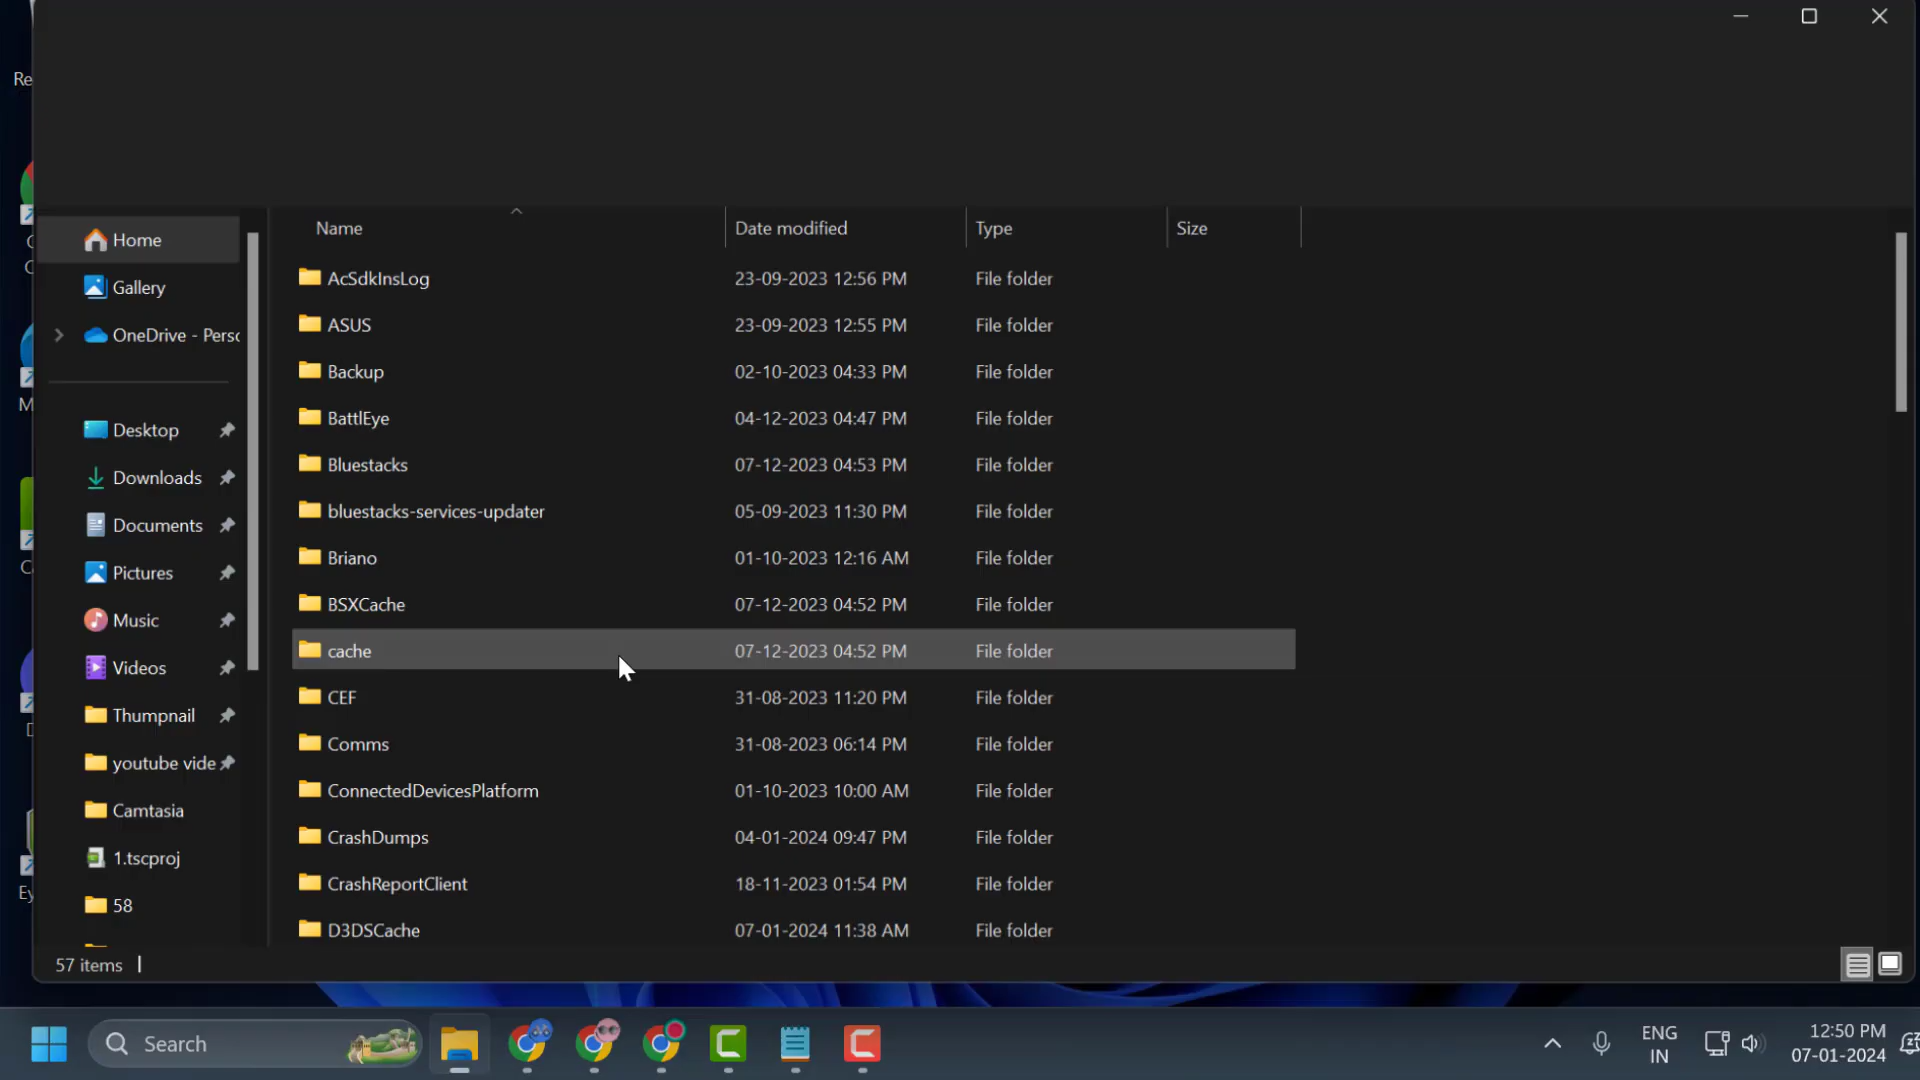 Re
Name Date modified Type Size
Home
Gallery
OneDrive - Perso
Desktop
Downloads
Documents
Pictures
Music
Videos
Thumpnail
youtube vide
Camtasia
1.tscproj
58
AcSdkInsLog 23-09-2023 12:56 PM File folder
ASUS 23-09-2023 12:55 PM File folder
Backup 02-10-2023 04:33 PM File folder
BattlEye 04-12-2023 04:47 PM File folder
Bluestacks 07-12-2023 04:53 PM File folder
bluestacks-services-updater 05-09-2023 11:30 PM File folder
Briano 01-10-2023 12:16 AM File folder
BSXCache 07-12-2023 04:52 PM File folder
cache 07-12-2023 04:52 PM File folder
CEF 31-08-2023 11:20 PM File folder
Comms 31-08-2023 06:14 PM File folder
ConnectedDevicesPlatform 01-10-2023 10:00 AM File folder
CrashDumps 04-01-2024 09:47 PM File folder
CrashReportClient 18-11-2023 01:54 PM File folder
D3DSCache 07-01-2024 11:38 AM File folder
57 items
Search
ENG
IN
12:50 PM
07-01-2024